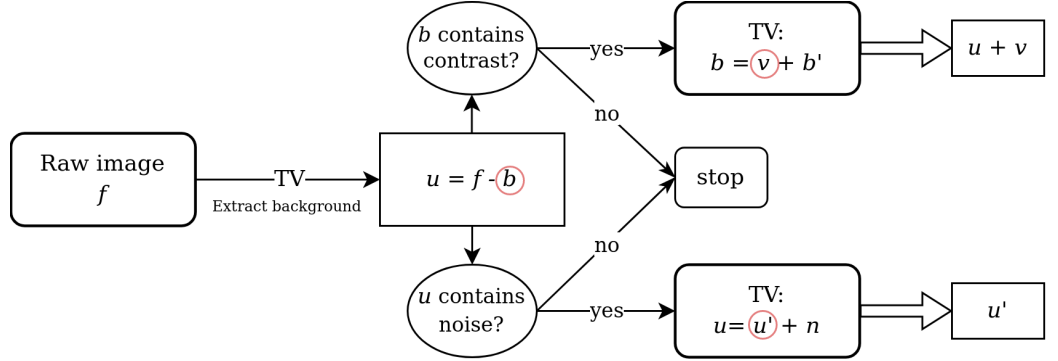 Raw image
f
TV
Extract background
u = f - b
b contains
contrast?
yes
TV:
b = v + b'
u + v
no
stop
no
u contains
noise?
yes
TV:
u= u' + n
u'